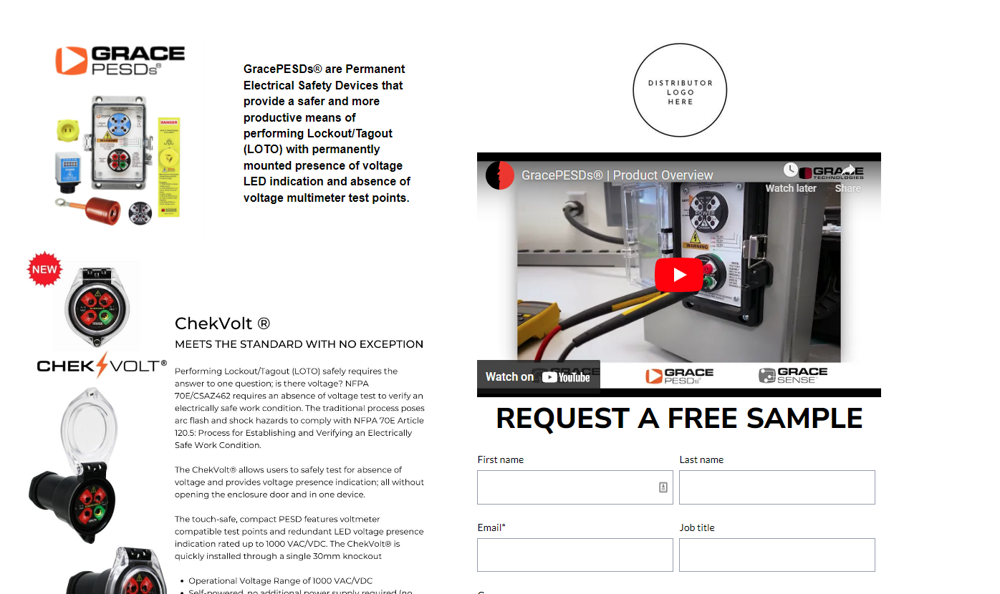 GRACE
PESDs®
GracePESDs® are Permanent
Electrical Safety Devices that
provide a safer and more
productive means of
performing Lockout/Tagout
(LOTO) with permanently
mounted presence of voltage
LED indication and absence of
voltage multimeter test points.
DANGER
WARNING
NEW
CHEK VOLT®
ChekVolt ®
MEETS THE STANDARD WITH NO EXCEPTION
Performing Lockout/Tagout (LOTO) safely requires the
answer to one question; is there voltage? NFPA
70E/CSAZ462 requires an absence of voltage test to verify an
electrically safe work condition. The traditional process poses
arc flash and shock hazards to comply with NFPA 70E Article
120.5: Process for Establishing and Verifying an Electrically
Safe Work Condition.
The ChekVolt® allows users to safely test for absence of
voltage and provides voltage presence indication; all without
opening the enclosure door and in one device.
The touch-safe, compact PESD features voltmeter
compatible test points and redundant LED voltage presence
indication rated up to 1000 VAC/VDC. The ChekVolt® is
quickly installed through a single 30mm knockout
• Operational Voltage Range of 1000 VAC/VDC
• Self-powered, no additional power supply required (no
DISTRIBUTOR
LOGO
HERE
GracePESDs® | Product Overview
GRACE
TECHNOLOGIES
Watch later
Share
POWER
WARNING
Watch on YouTube
GRACE
PESDs®
GRACE
SENSE
REQUEST A FREE SAMPLE
First name
Last name
Email*
Job title